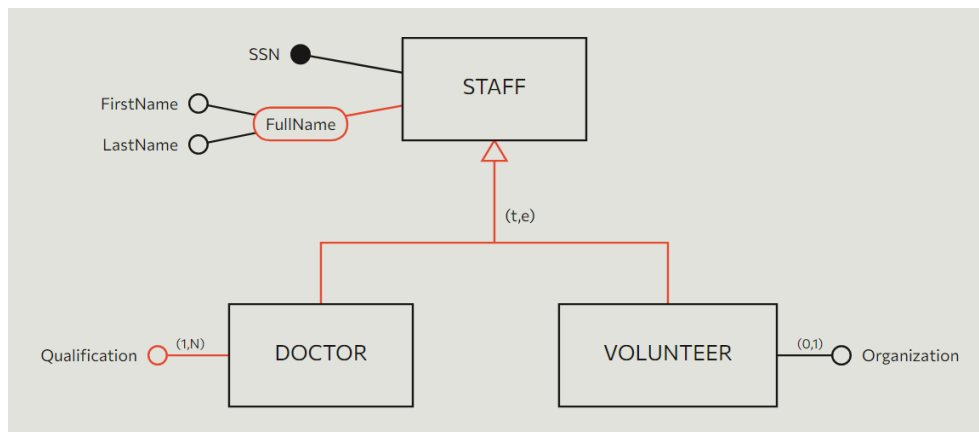 SSN
STAFF
FirstName
FullName
LastName
(t,e)
Qualification
(1,N)
DOCTOR
VOLUNTEER
(0,1)
Organization